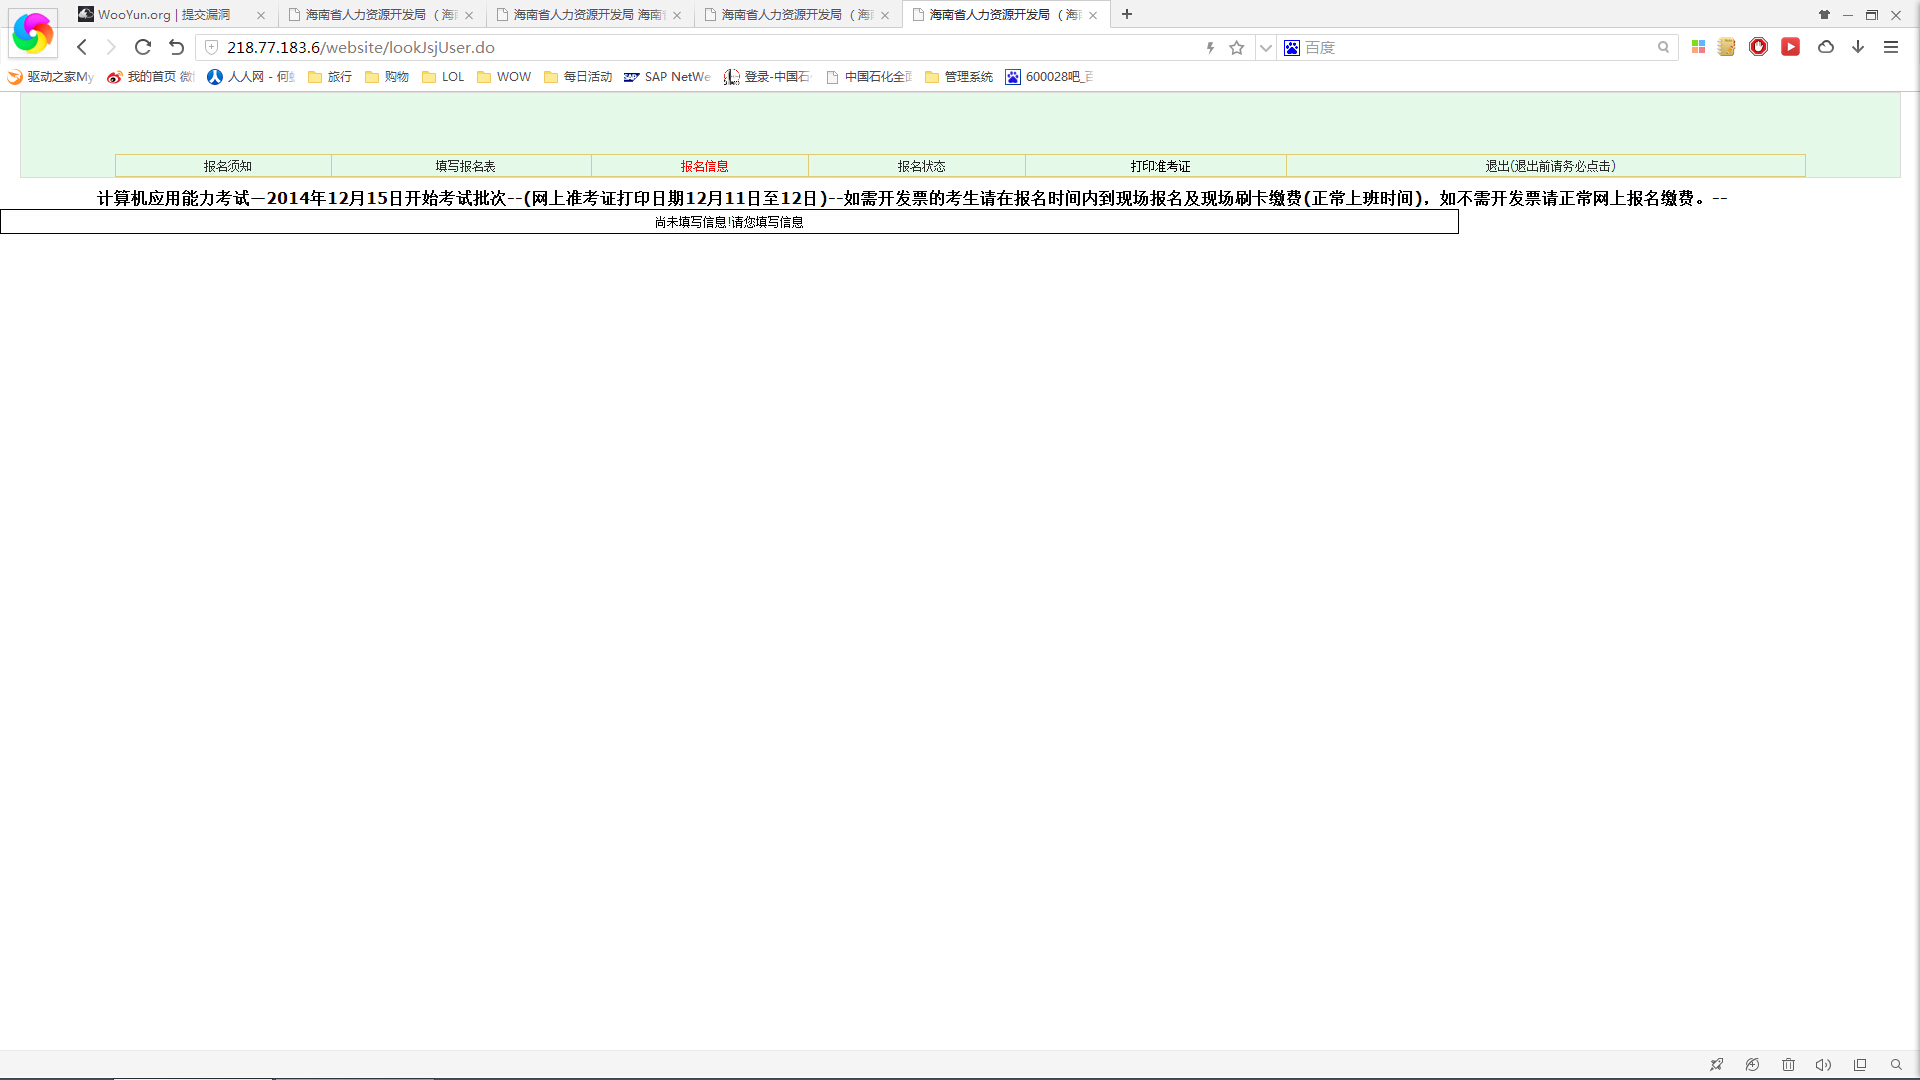 WooYun.org | 提交漏洞
海南省人力资源开发局 （海
海南省人力资源开发局 海南
海南省人力资源开发局 （海
海南省人力资源开发局 （海
218.77.183.6/website/lookJsjUser.do
百度
驱动之家My
我的首页 微
人人网 - 何
旅行
购物
LOL
WOW
每日活动
SAP NetWe
登录-中国石
中国石化全
管理系统
600028吧_百
报名须知
填写报名表
报名信息
报名状态
打印准考证
退出(退出前请务必点击)
计算机应用能力考试—2014年12月15日开始考试批次--(网上准考证打印日期12月11日至12日)--如需开发票的考生请在报名时间内到现场报名及现场刷卡缴费(正常上班时间)，如不需开发票请正常网上报名缴费。--
尚未填写信息!请您填写信息